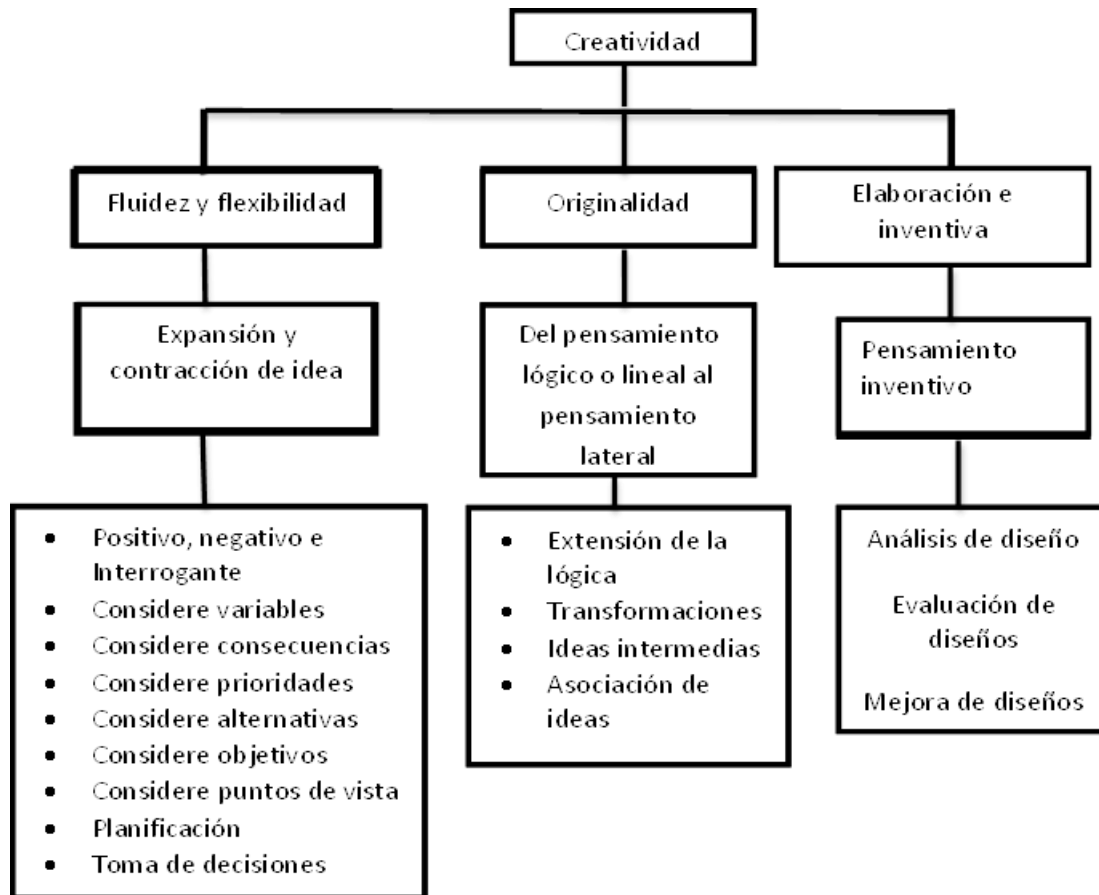 Creatividad
Fluidez y flexibilidad
Expansión y
contracción de idea
• Positivo, negativo e
Interrogante
• Considere variables
• Considere consecuencias
• Considere prioridades
• Considere alternativas
• Considere objetivos
• Considere puntos de vista
• Planificación
• Toma de decisiones
Originalidad
Del pensamiento
lógico o lineal al
pensamiento
lateral
• Extensión de la
lógica
• Transformaciones
• Ideas intermedias
• Asociación de
ideas
Elaboración e
inventiva
Pensamiento
inventivo
Análisis de diseño
Evaluación de
diseños
Mejora de diseños